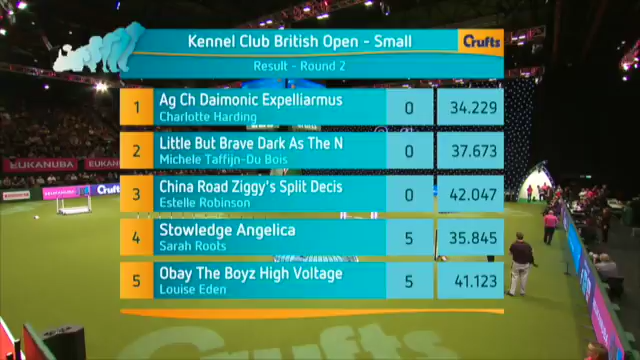 Kennel Club British Open - Small
Crufts
Result - Round 2
1 Ag Ch Daimonic Expelliarmus 0 34.229
Charlotte Harding
2 Little But Brave Dark As The N 0 37.673
Michele Taffijn-Du Bois
3 China Road Ziggy's Split Decis 0 42.047
Estelle Robinson
4 Stowledge Angelica 5 35.845
Sarah Roots
5 Obay The Boyz High Voltage 5 41.123
Louise Eden
EUKANUBA
EUKANUBA
Crufts
Crufts